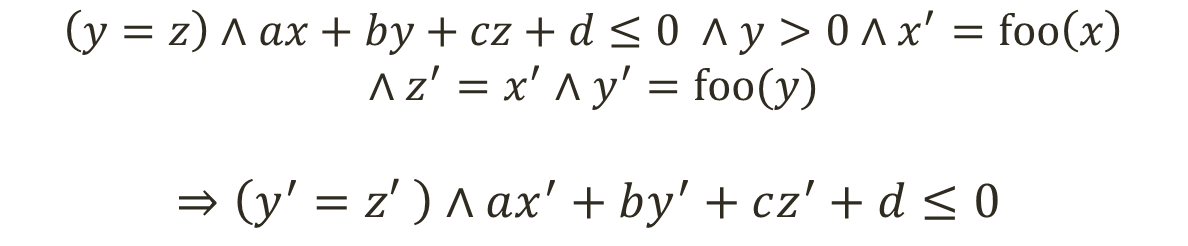 (y = z) ∧ ax + by + cz + d ≤ 0 ∧ y > 0 ∧ x′ = foo(x)
∧ z′ = x′ ∧ y′ = foo(y)
⇒ (y′ = z′ ) ∧ ax′ + by′ + cz′ + d ≤ 0